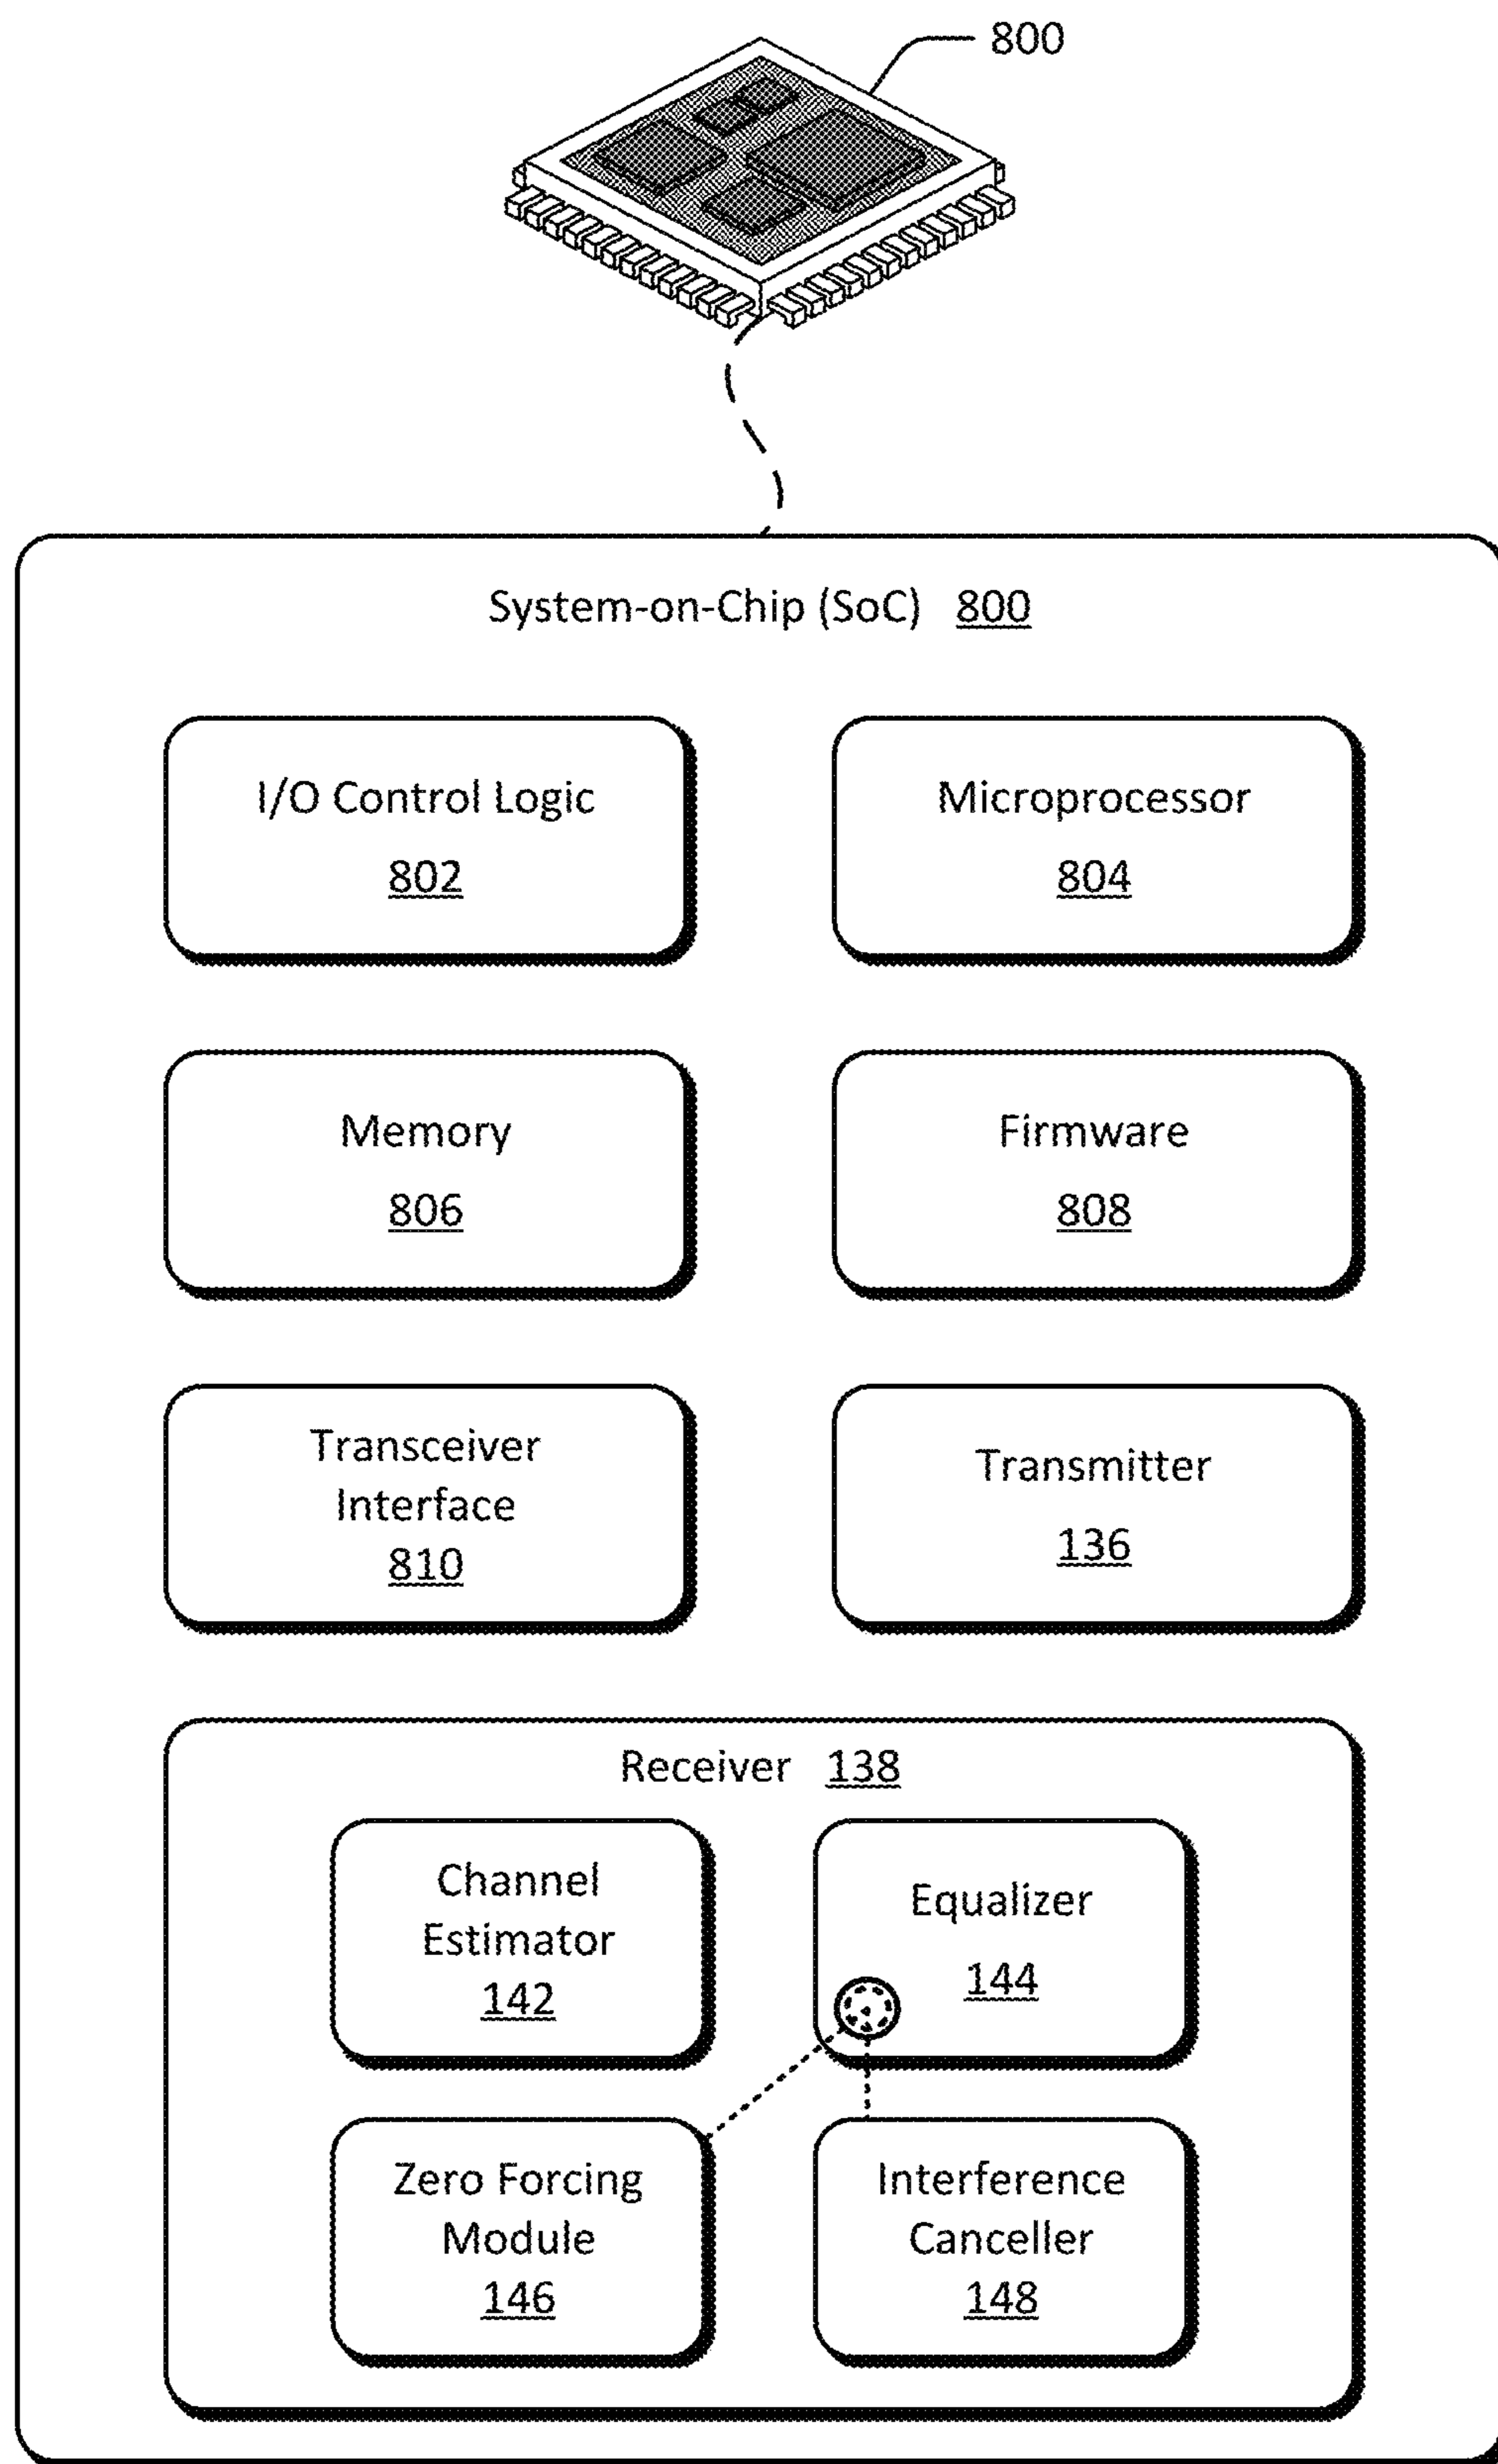 800
System-on-Chip (SoC) 800
I/O Control Logic
802
Microprocessor
804
Memory
806
Firmware
808
Transceiver
Interface
810
Transmitter
136
Receiver 138
Channel
Estimator
142
Equalizer
144
Zero Forcing
Module
146
Interference
Canceller
148